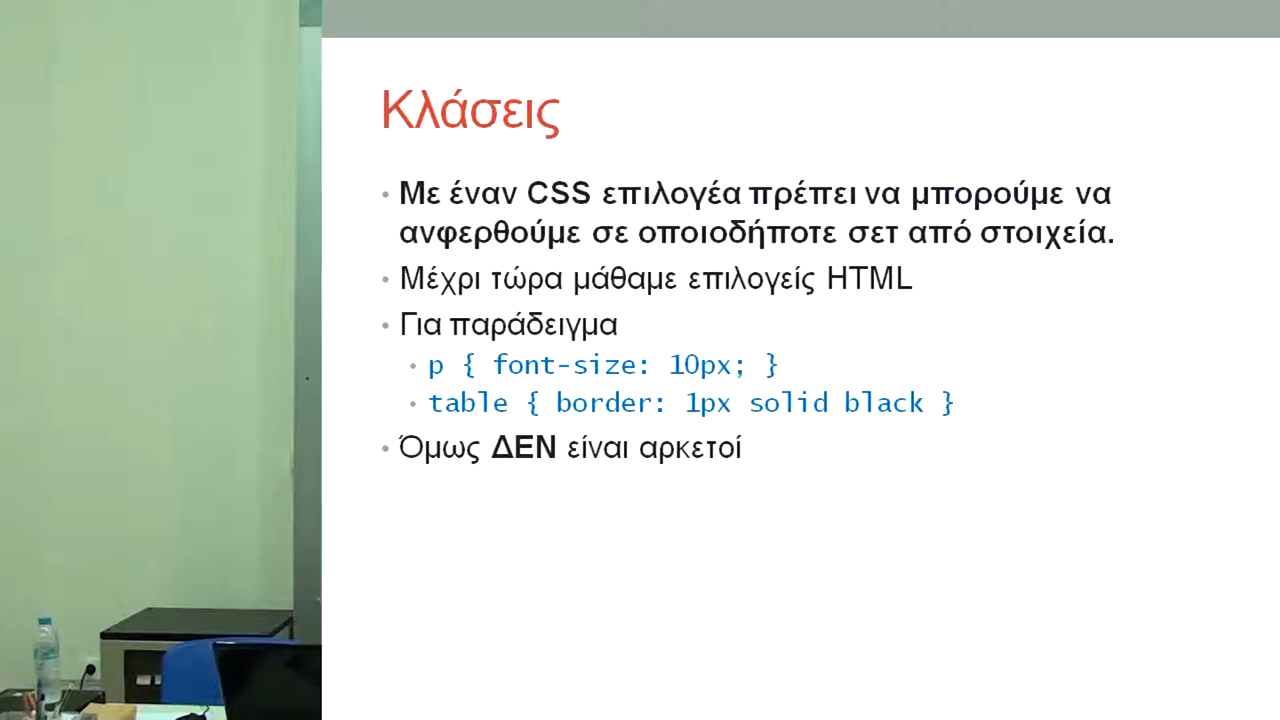 Κλάσεις
• Με έναν CSS επιλογέα πρέπει να μπορούμε να
ανφερθούμε σε οποιοδήποτε σετ από στοιχεία.
• Μέχρι τώρα μάθαμε επιλογείς HTML
• Για παράδειγμα
• p { font-size: 10px; }
• table { border: 1px solid black }
• Όμως ΔΕΝ είναι αρκετοί